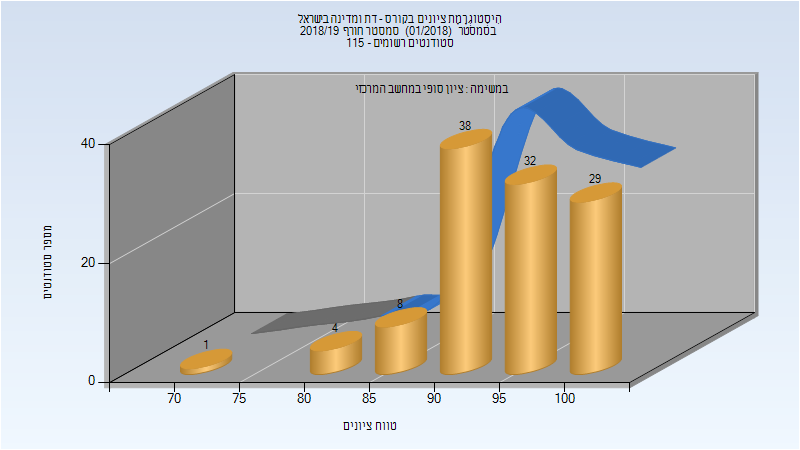 היסטוגרמת ציונים בקורס - דת ומדינה בישראל
בסמסטר (01/2018) סמסטר חורף 2018/19
סטודנטים רשומים - 115
במשימה : ציון סופי במחשב המרכזי
40
20
0
מספר סטודנטים
1
4
8
38
32
29
70
75
80
85
90
95
100
טווח ציונים